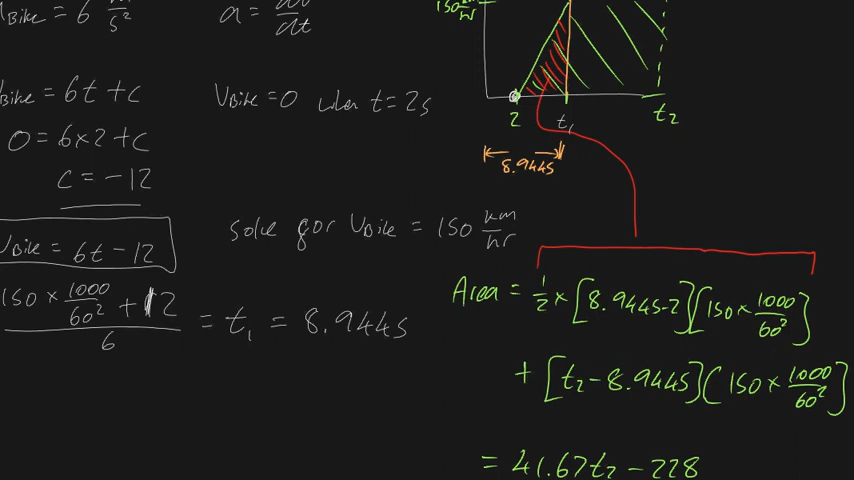 Bike = 6 m/s²
a = dv/dt
150 km/hr
Bike = 6t + c
VBike = 0 when t = 2s
2 t₁ t₂
0 = 6×2 + c
8.944s
c = -12
VBike = 6t - 12
solve for VBike = 150 km/hr
150 × 1000/60² + 12 / 6 = t₁ = 8.944s
Area = 1/2 × [8.944s-2][150 × 1000/60²]
+ [t₂ - 8.944s](150 × 1000/60²]
= 41.67t₂ - 228